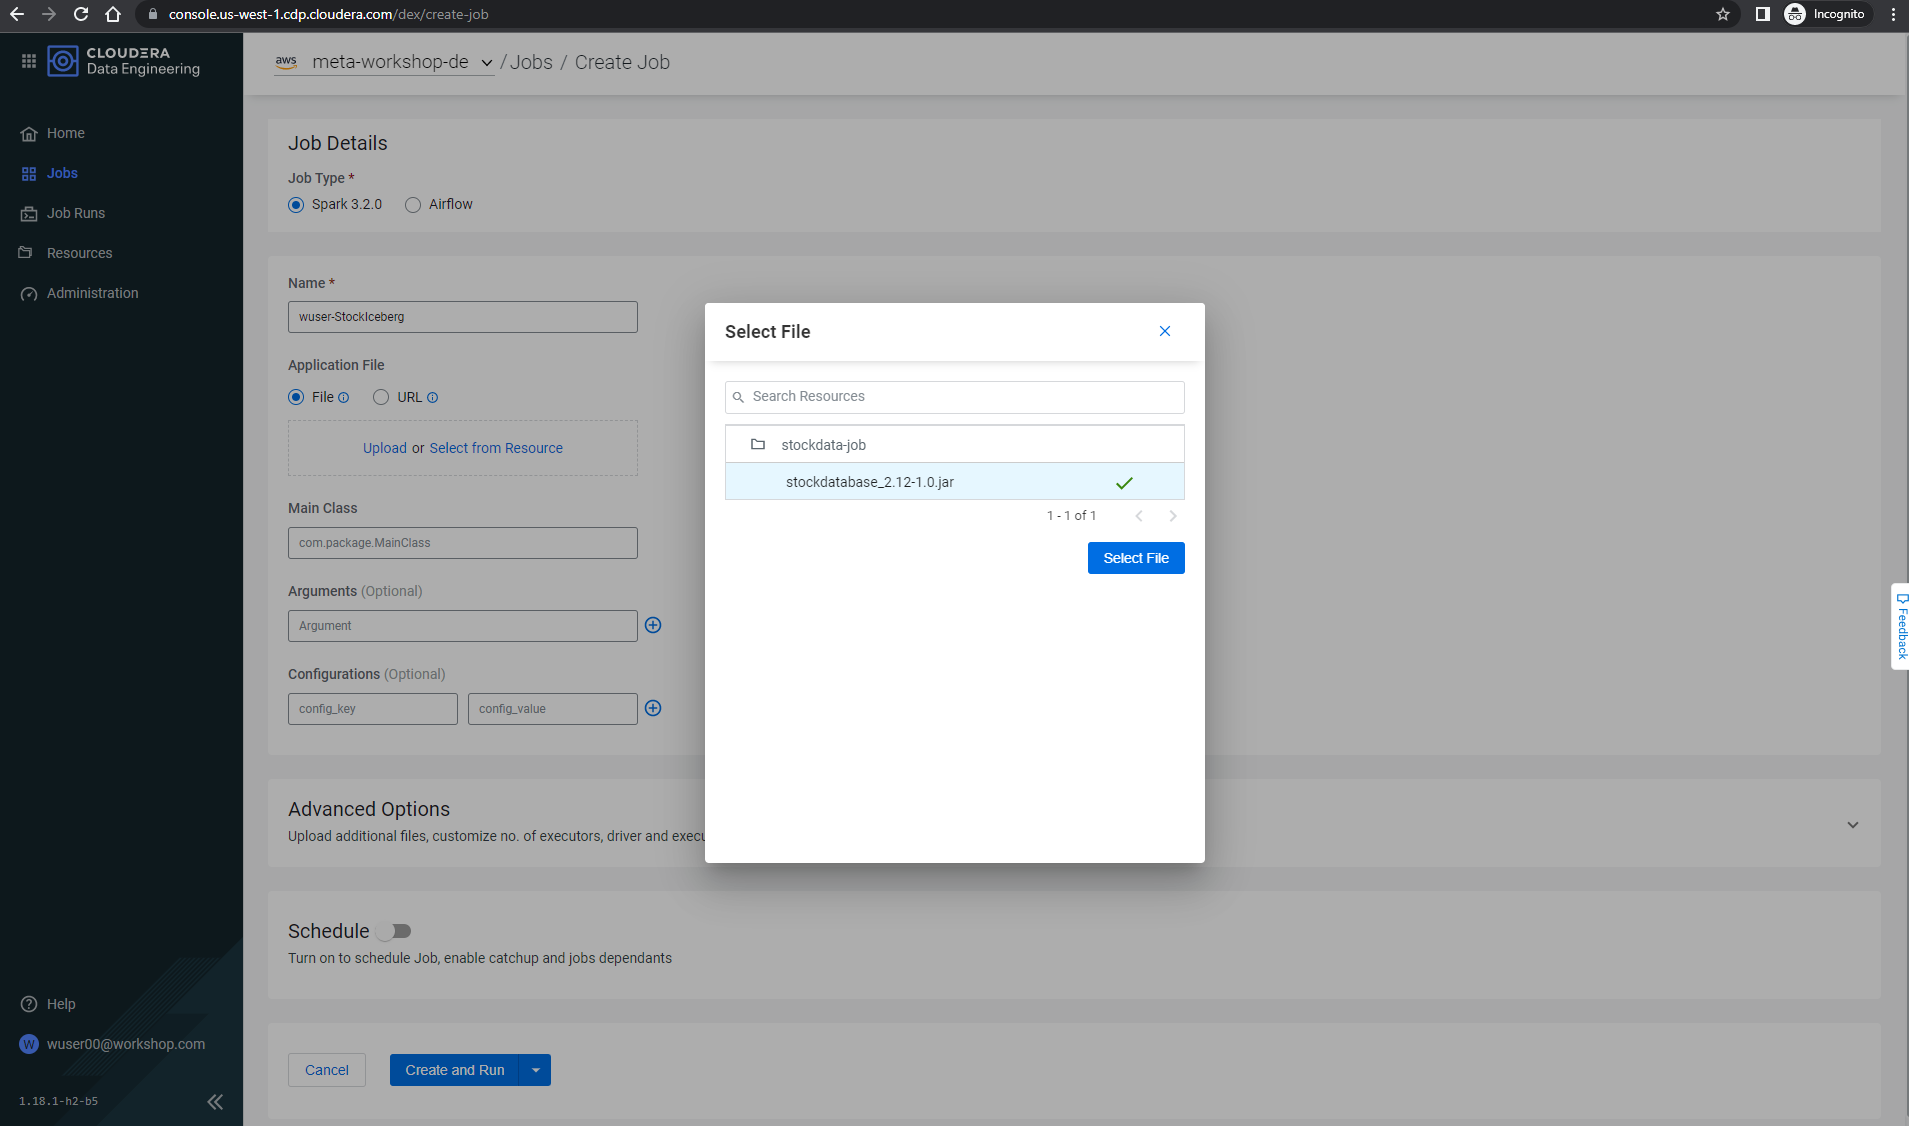 console.us-west-1.cdp.cloudera.com/dex/create-job
Incognito
CLOUDERA
Data Engineering
Home
Jobs
Job Runs
Resources
Administration
Help
W
wuser00@workshop.com
1.18.1-h2-b5
aws
meta-workshop-de / Jobs / Create Job
Job Details
Job Type *
Spark 3.2.0
Airflow
Name *
wuser-StockIceberg
Application File
File
URL
Upload or Select from Resource
Main Class
com.package.MainClass
Arguments (Optional)
Argument
Configurations (Optional)
config_key
config_value
Advanced Options
Upload additional files, customize no. of executors, driver and execu
Schedule
Turn on to schedule Job, enable catchup and jobs dependants
Cancel
Create and Run
Select File
Search Resources
stockdata-job
stockdatabase_2.12-1.0.jar
1 - 1 of 1
Select File
Feedback